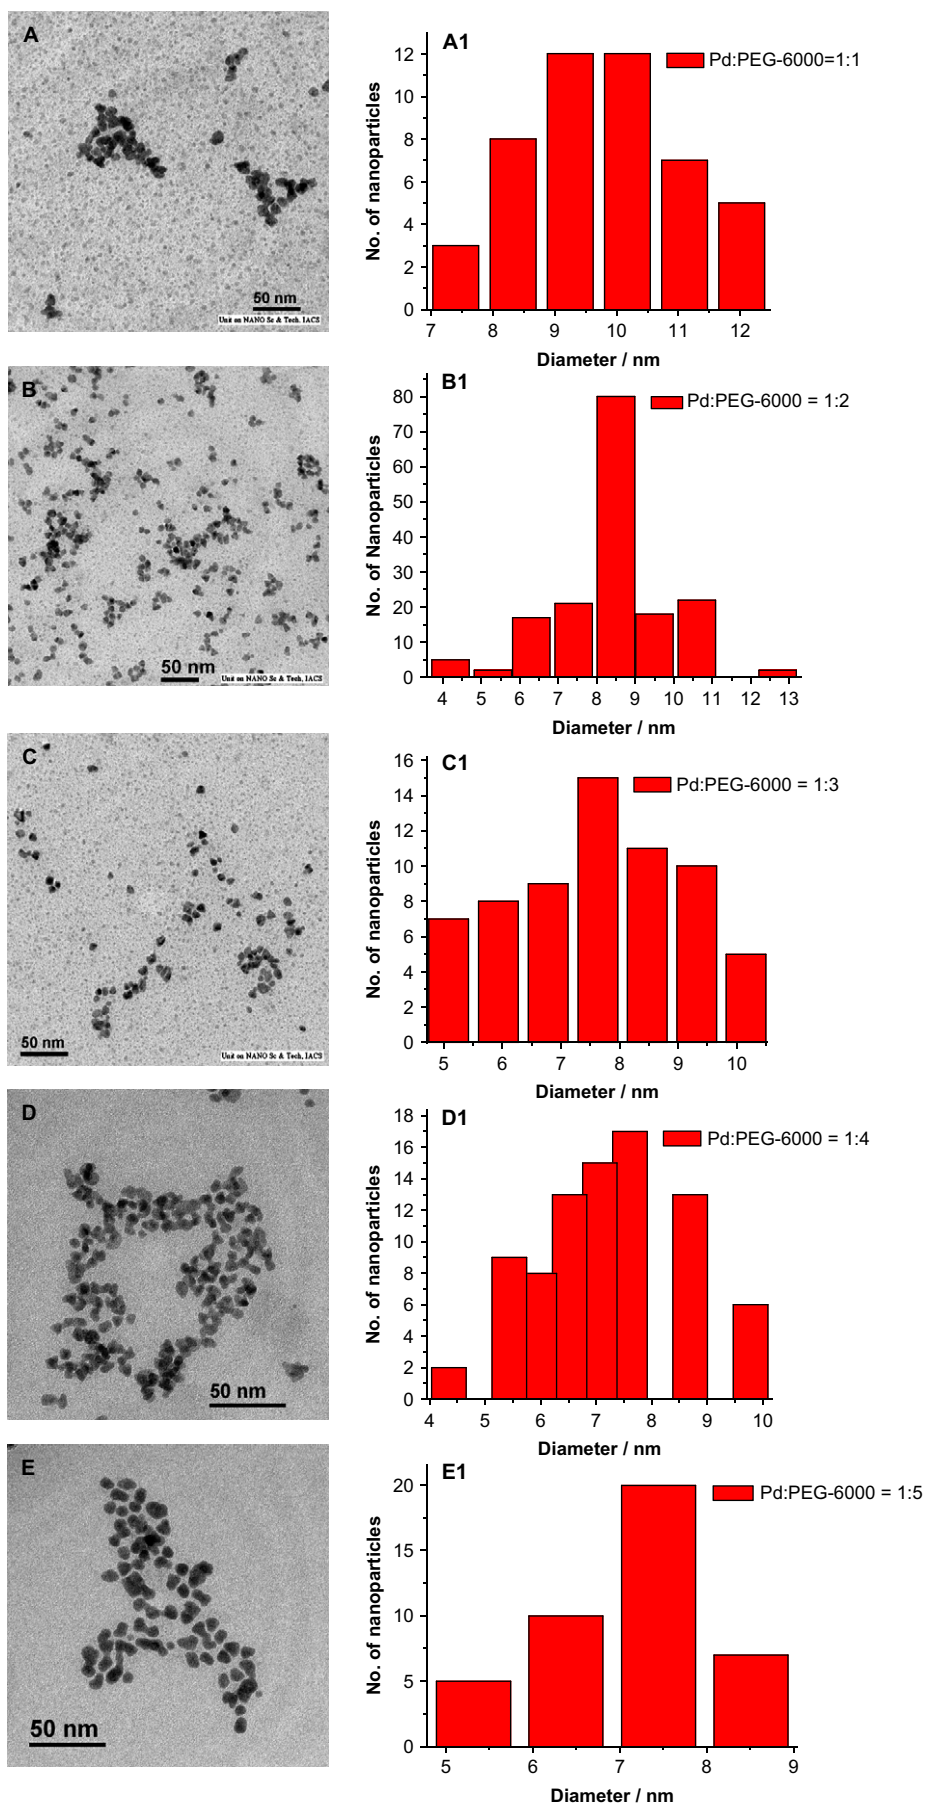 A
50 nm
Unit on NANO Sc & Tech, IACS
A1
Pd:PEG-6000=1:1
No. of nanoparticles
12
10
8
6
4
2
0
7 8 9 10 11 12
Diameter / nm
B
50 nm
Unit on NANO Sc & Tech, IACS
B1
Pd:PEG-6000 = 1:2
No. of Nanoparticles
80
70
60
50
40
30
20
10
0
4 5 6 7 8 9 10 11 12 13
Diameter / nm
C
50 nm
Unit on NANO Sc & Tech, IACS
C1
Pd:PEG-6000 = 1:3
No. of nanoparticles
16
14
12
10
8
6
4
2
0
5 6 7 8 9 10
Diameter / nm
D
50 nm
D1
Pd:PEG-6000 = 1:4
No. of nanoparticles
18
16
14
12
10
8
6
4
2
0
4 5 6 7 8 9 10
Diameter / nm
E
50 nm
E1
Pd:PEG-6000 = 1:5
No. of nanoparticles
20
15
10
5
0
5 6 7 8 9
Diameter / nm